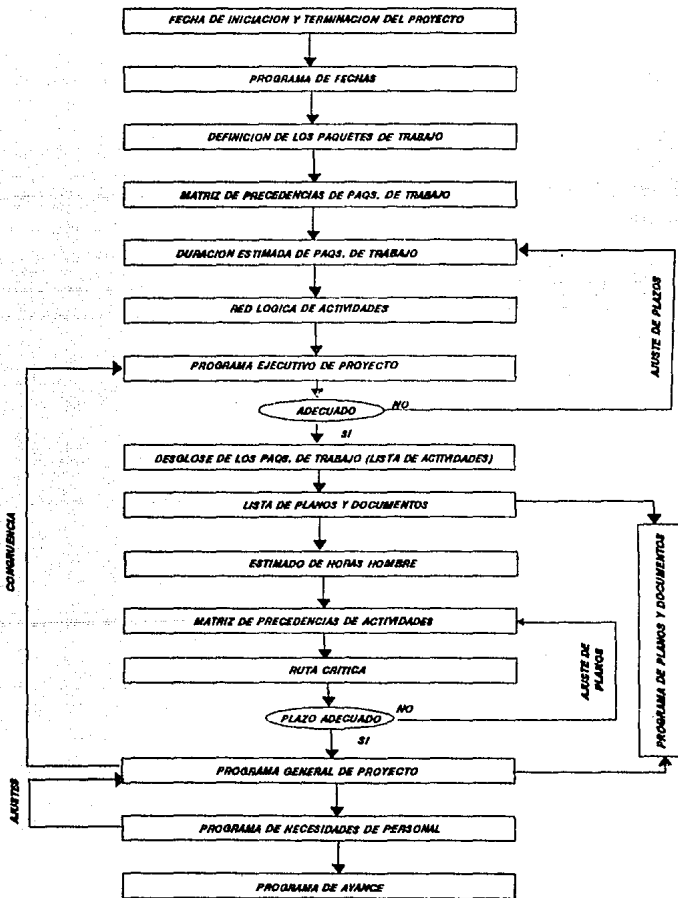 FECHA DE INICIACION Y TERMINACION DEL PROYECTO
PROGRAMA DE FECHAS
DEFINICION DE LOS PAQUETES DE TRABAJO
MATRIZ DE PRECEDENCIAS DE PAQS. DE TRABAJO
DURACION ESTIMADA DE PAQS. DE TRABAJO
RED LOGICA DE ACTIVIDADES
AJUSTE DE PLAZOS
PROGRAMA EJECUTIVO DE PROYECTO
ADECUADO
NO
SI
DESGLOSE DE LOS PAQS. DE TRABAJO (LISTA DE ACTIVIDADES)
LISTA DE PLANOS Y DOCUMENTOS
CONGRUENCIA
ESTIMADO DE HORAS HOMBRE
MATRIZ DE PRECEDENCIAS DE ACTIVIDADES
PROGRAMA DE PLANOS Y DOCUMENTOS
RUTA CRITICA
AJUSTE DE
PLANOS
PLAZO ADECUADO
NO
SI
PROGRAMA GENERAL DE PROYECTO
AJUSTES
PROGRAMA DE NECESIDADES DE PERSONAL
PROGRAMA DE AVANCE